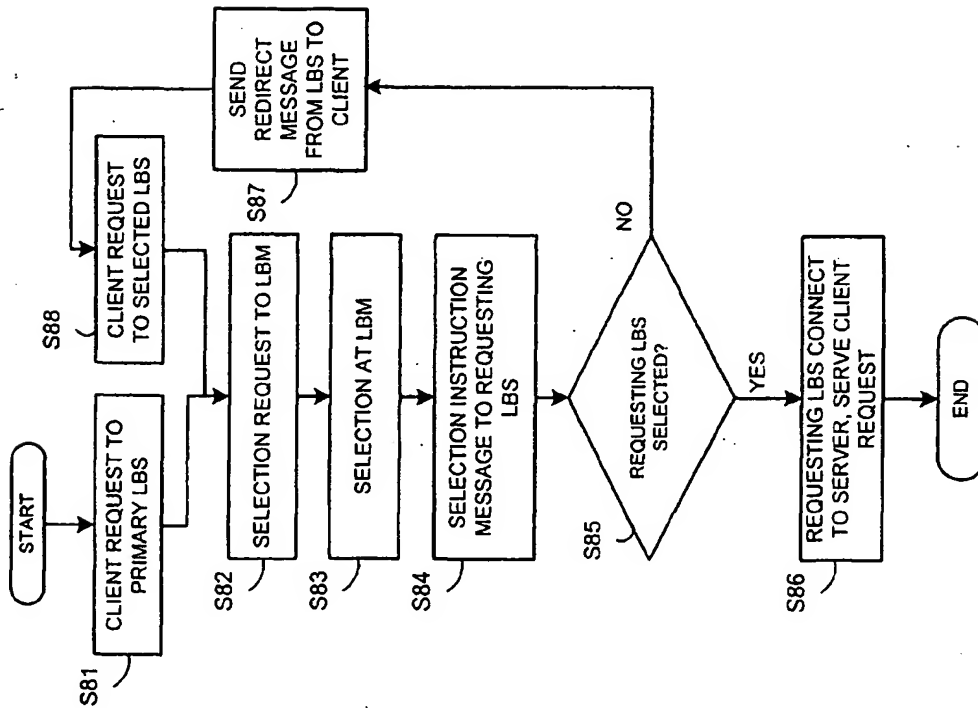 START
CLIENT REQUEST TO
PRIMARY LBS
S81
CLIENT REQUEST
TO SELECTED LBS
S88
SEND
REDIRECT
MESSAGE
FROM LBS TO
CLIENT
S87
SELECTION REQUEST TO LBM
S82
SELECTION AT LBM
S83
SELECTION INSTRUCTION
MESSAGE TO REQUESTING
LBS
S84
REQUESTING LBS
SELECTED?
S85
NO
YES
REQUESTING LBS CONNECT
TO SERVER, SERVE CLIENT
REQUEST
S86
END